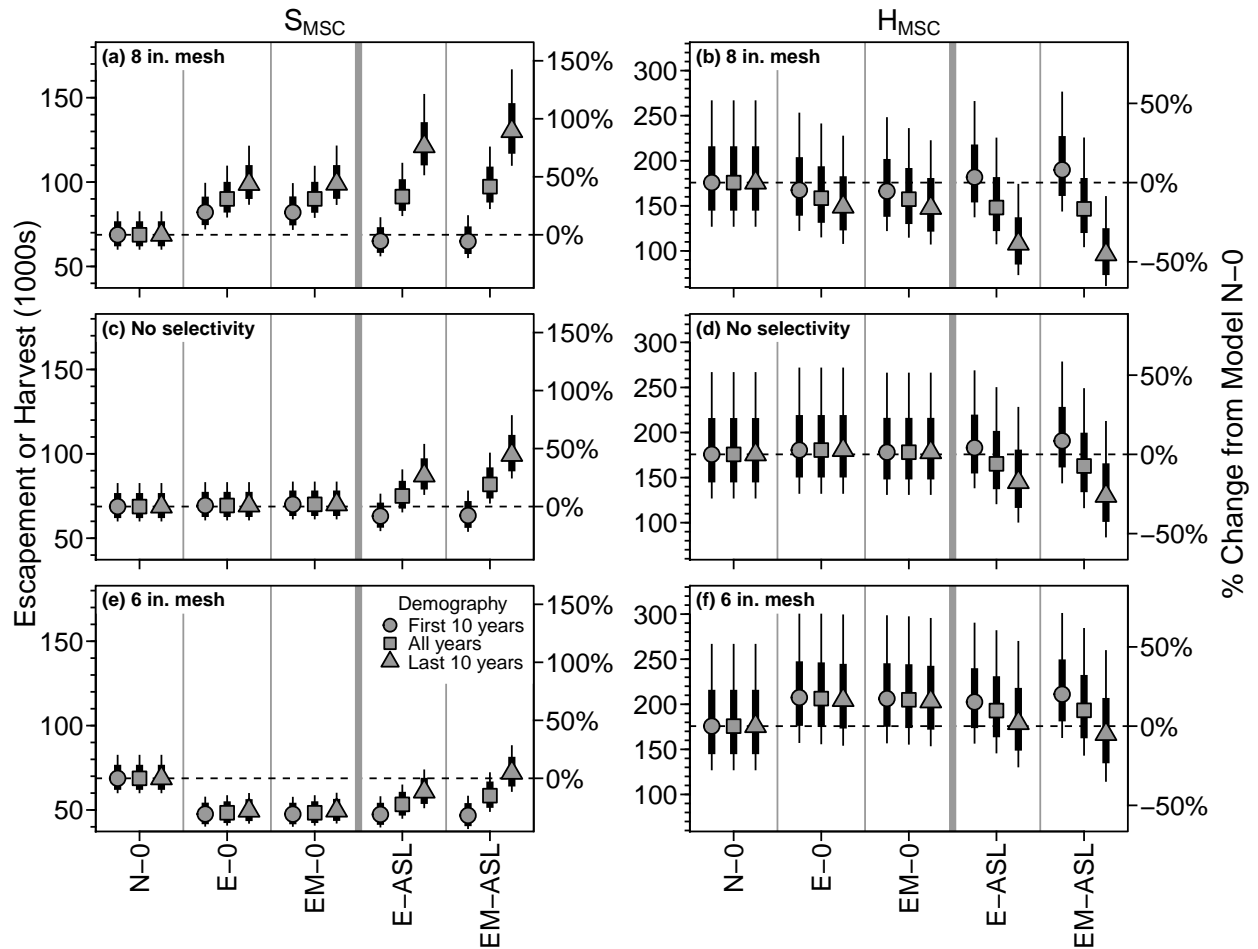 S_MSC
H_MSC
Escapement or Harvest (1000s)
% Change from Model N−0
(a) 8 in. mesh
150
100
50
150%
100%
50%
0%
(b) 8 in. mesh
300
250
200
150
100
50%
0%
−50%
(c) No selectivity
150
100
50
150%
100%
50%
0%
(d) No selectivity
300
250
200
150
100
50%
0%
−50%
(e) 6 in. mesh
150
100
50
150%
100%
50%
0%
Demography
First 10 years
All years
Last 10 years
(f) 6 in. mesh
300
250
200
150
100
50%
0%
−50%
N−0
E−0
EM−0
E−ASL
EM−ASL
N−0
E−0
EM−0
E−ASL
EM−ASL